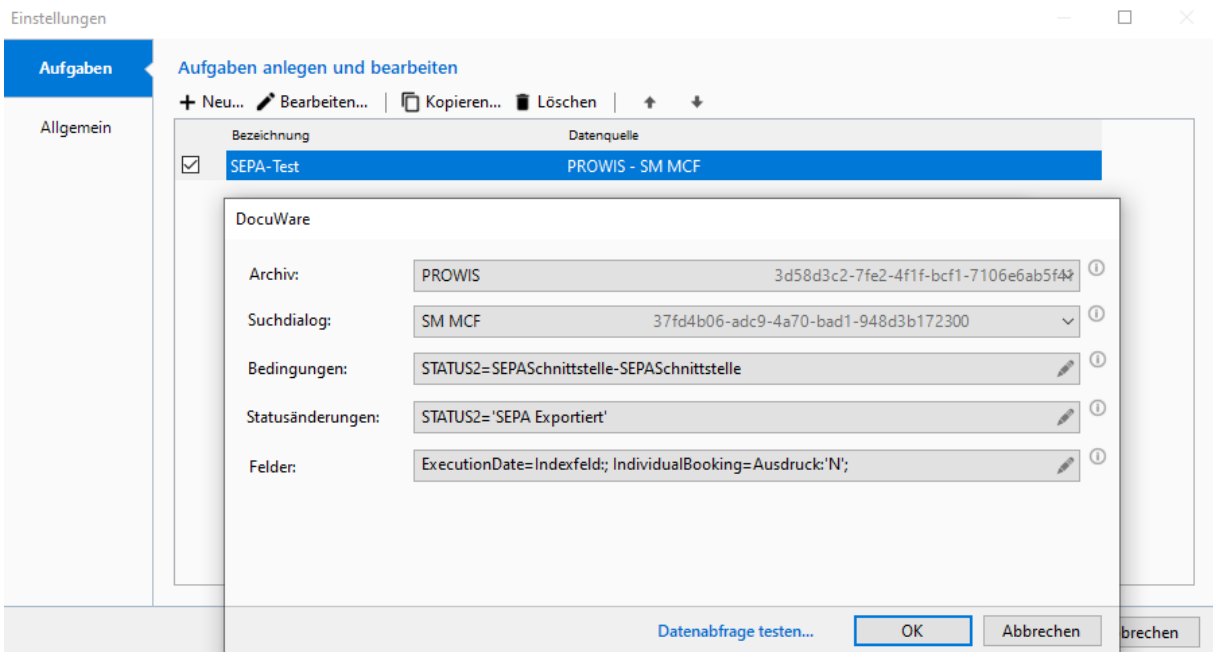 Einstellungen
Aufgaben
Allgemein
Aufgaben anlegen und bearbeiten
Neu... Bearbeiten... Kopieren... Löschen
Bezeichnung Datenquelle
SEPA-Test PROWIS - SM MCF
DocuWare
Archiv: PROWIS 3d58d3c2-7fe2-4f1f-bcf1-7106e6ab5f41
Suchdialog: SM MCF 37fd4b06-adc9-4a70-bad1-948d3b172300
Bedingungen: STATUS2=SEPASchnittstelle-SEPASchnittstelle
Statusänderungen: STATUS2='SEPA Exportiert'
Felder: ExecutionDate=Indexfeld:; IndividualBooking=Ausdruck:'N';
Datenabfrage testen... OK Abbrechen
brechen